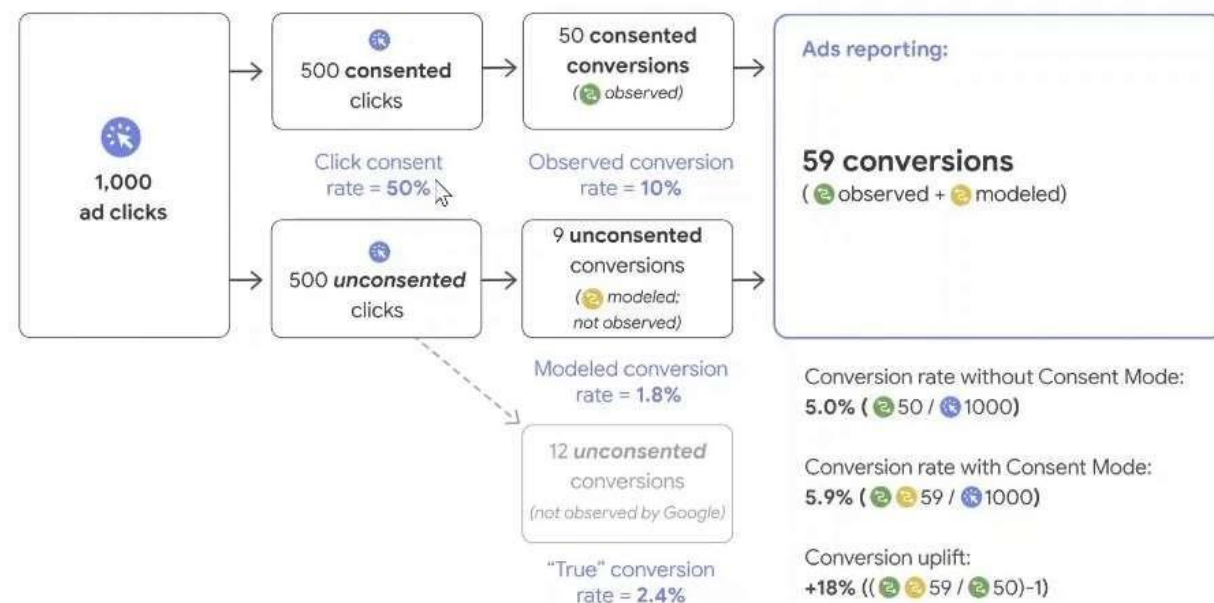 1,000
ad clicks
500 consented
clicks
Click consent
rate = 50%
500 unconsented
clicks
50 consented
conversions
( observed)
Observed conversion
rate = 10%
9 unconsented
conversions
( modeled;
not observed)
Modeled conversion
rate = 1.8%
12 unconsented
conversions
(not observed by Google)
"True" conversion
rate = 2.4%
Ads reporting:
59 conversions
( observed + modeled)
Conversion rate without Consent Mode:
5.0% ( 50 / 1000)
Conversion rate with Consent Mode:
5.9% ( 59 / 1000)
Conversion uplift:
+18% (( 59 / 50)-1)